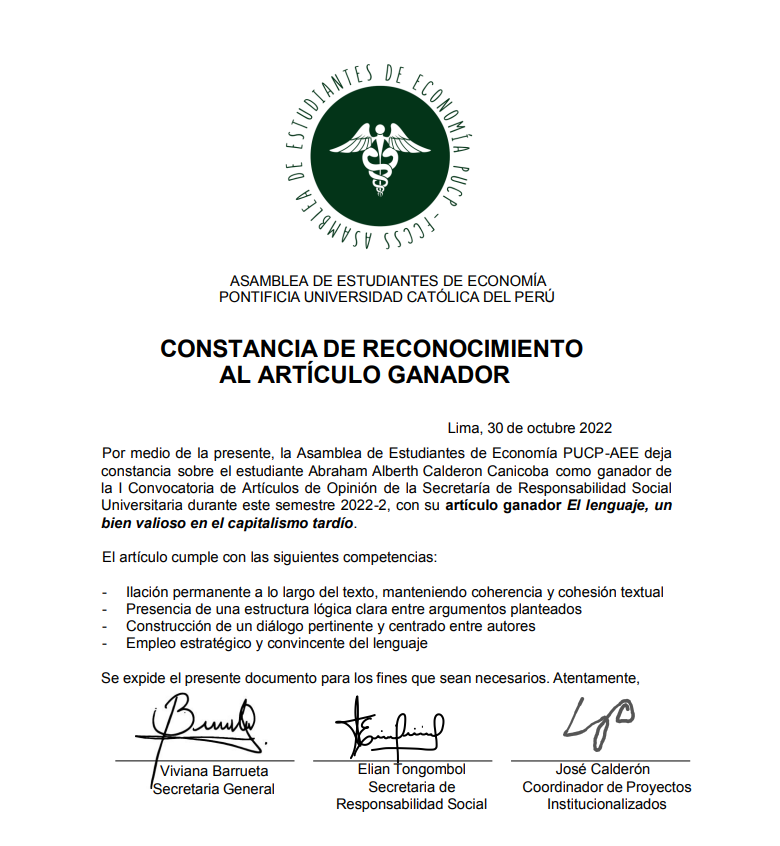 ASAMBLEA DE ESTUDIANTES DE ECONOMÍA PUCP - FCCSS
ASAMBLEA DE ESTUDIANTES DE ECONOMÍA
PONTIFICIA UNIVERSIDAD CATÓLICA DEL PERÚ
CONSTANCIA DE RECONOCIMIENTO
AL ARTÍCULO GANADOR
Lima, 30 de octubre 2022
Por medio de la presente, la Asamblea de Estudiantes de Economía PUCP-AEE deja
constancia sobre el estudiante Abraham Alberth Calderon Canicoba como ganador de
la I Convocatoria de Artículos de Opinión de la Secretaría de Responsabilidad Social
Universitaria durante este semestre 2022-2, con su artículo ganador El lenguaje, un
bien valioso en el capitalismo tardío.
El artículo cumple con las siguientes competencias:
- Ilación permanente a lo largo del texto, manteniendo coherencia y cohesión textual
- Presencia de una estructura lógica clara entre argumentos planteados
- Construcción de un diálogo pertinente y centrado entre autores
- Empleo estratégico y convincente del lenguaje
Se expide el presente documento para los fines que sean necesarios. Atentamente,
Viviana Barrueta
Secretaria General
Elian Tongombol
Secretaria de
Responsabilidad Social
José Calderón
Coordinador de Proyectos
Institucionalizados